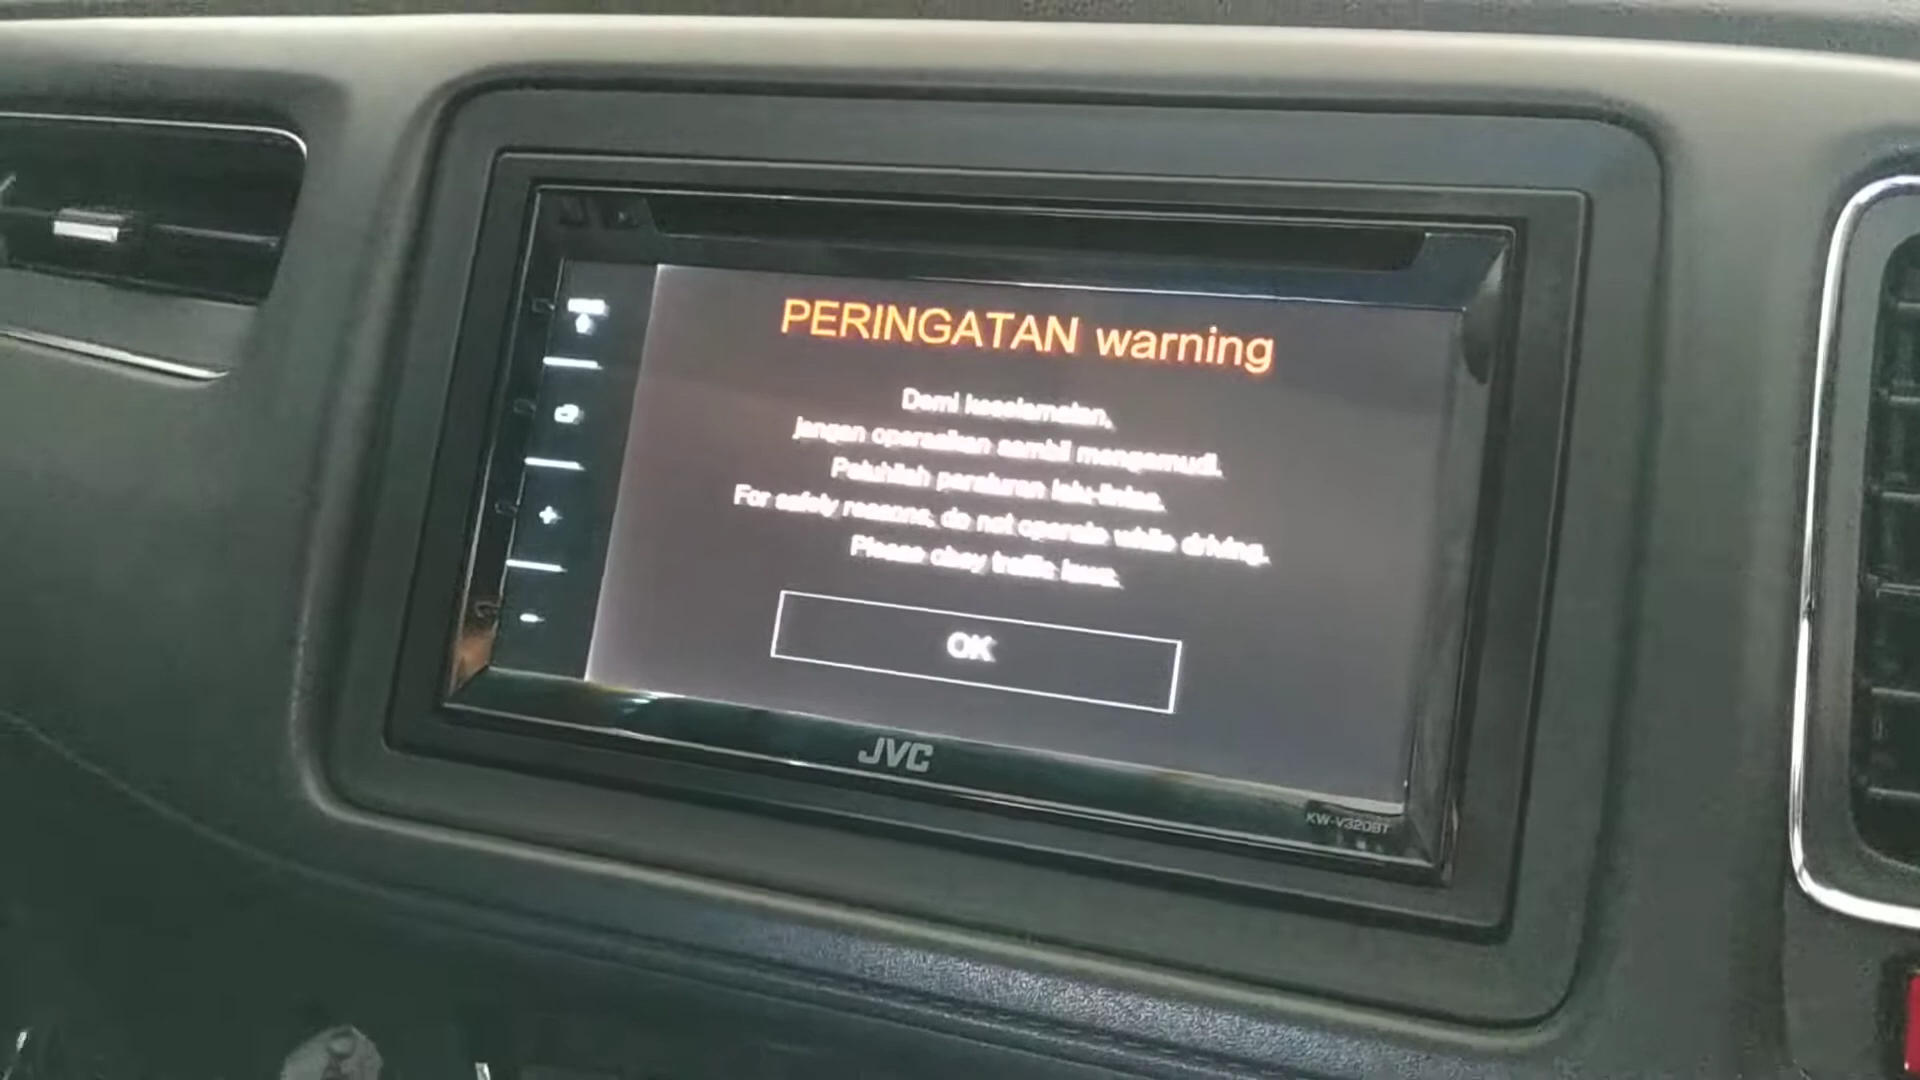 PERINGATAN warning
Demi keselamatan,
jangan operasikan sambil mengemudi.
Patuhilah peraturan lalu-lintas.
For safety reasons, do not operate while driving.
Please obey traffic laws.
OK
JVC
KW-V320BT